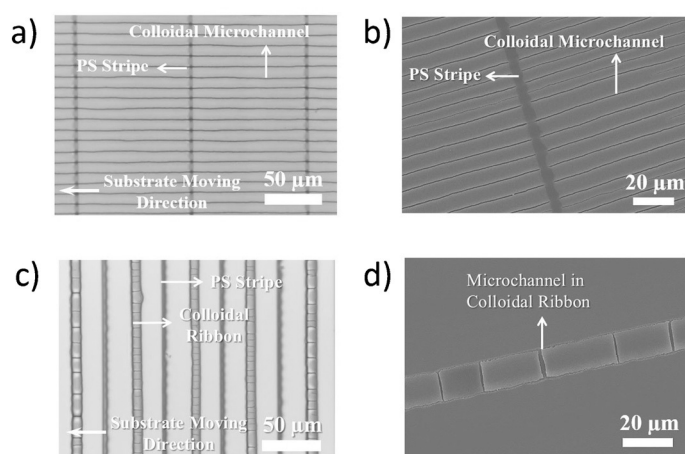 a)
Colloidal Microchannel
PS Stripe
Substrate Moving
Direction
50 µm
b)
Colloidal Microchannel
PS Stripe
20 µm
c)
PS Stripe
Colloidal
Ribbon
Substrate Moving
Direction
50 µm
d)
Microchannel in
Colloidal Ribbon
20 µm